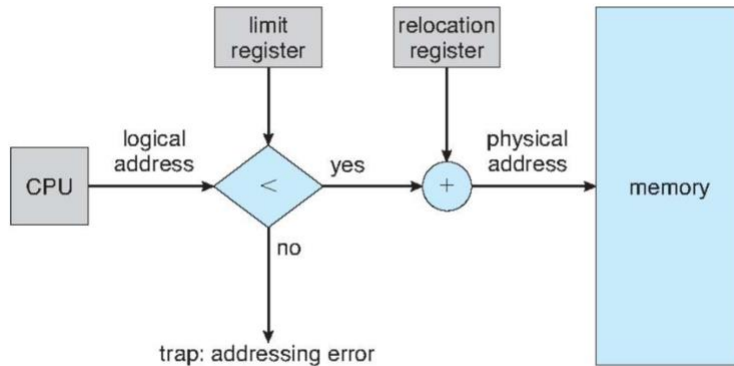 limit
register
relocation
register
logical
address
physical
address
CPU
<
yes
+
memory
no
trap: addressing error